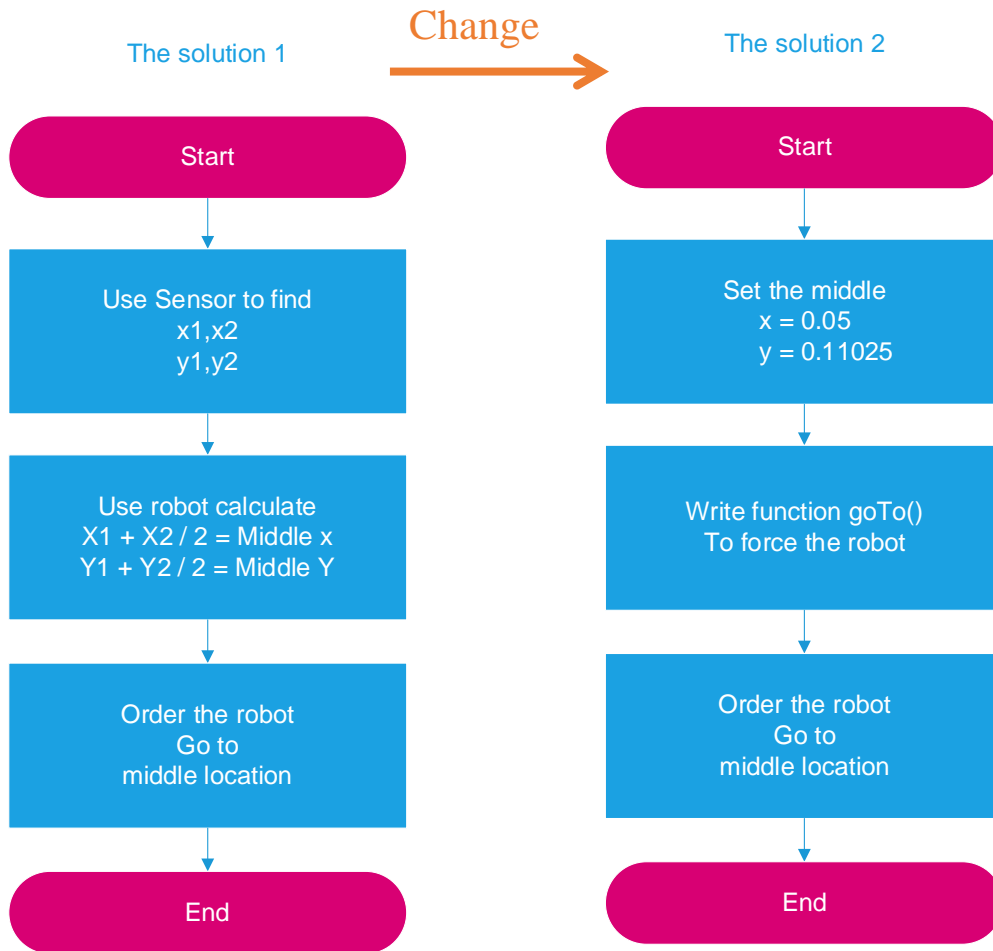 The solution 1
Change
The solution 2
Start
Use Sensor to find
x1,x2
y1,y2
Use robot calculate
X1 + X2 / 2 = Middle x
Y1 + Y2 / 2 = Middle Y
Order the robot
Go to
middle location
End
Start
Set the middle
x = 0.05
y = 0.11025
Write function goTo()
To force the robot
Order the robot
Go to
middle location
End